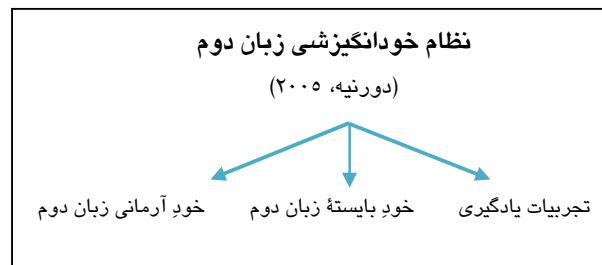 نظام خودانگیزشی زبان دوم
(دورنیه، ۲۰۰۵)
تجربیات یادگیری خودِ بایستهٔ زبان دوم خودِ آرمانی زبان دوم